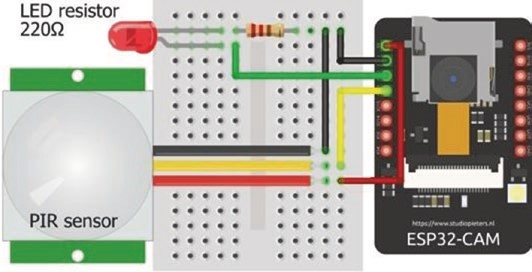 LED resistor
220Ω
PIR sensor
https://www.studiopieters.nl
ESP32-CAM